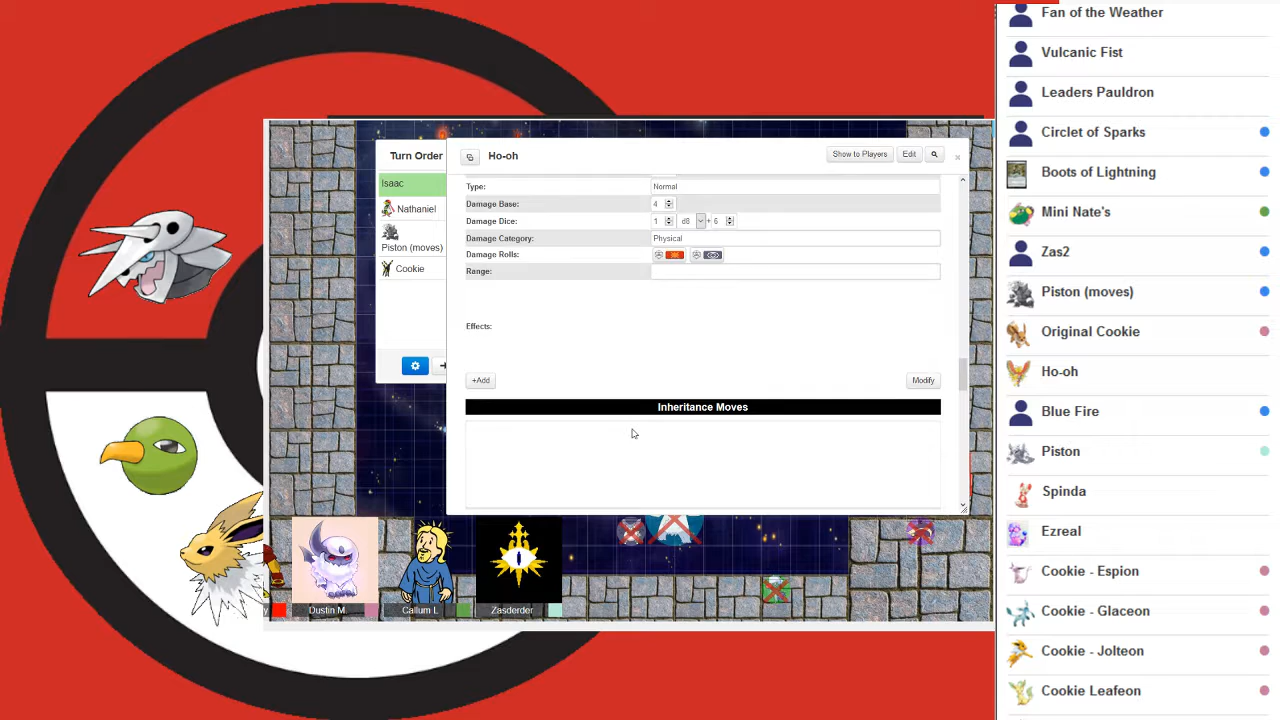 Turn Order
Isaac
Nathaniel
Piston (moves)
Cookie
Ho-oh
Show to Players
Edit
Type:
Normal
Damage Base:
4
Damage Dice:
1
d8
+ 6
Damage Category:
Physical
Damage Rolls:
Range:
Effects:
+Add
Modify
Inheritance Moves
Dustin M.
Callum L
Zasderder
Fan of the Weather
Vulcanic Fist
Leaders Pauldron
Circlet of Sparks
Boots of Lightning
Mini Nate's
Zas2
Piston (moves)
Original Cookie
Ho-oh
Blue Fire
Piston
Spinda
Ezreal
Cookie - Espion
Cookie - Glaceon
Cookie - Jolteon
Cookie Leafeon